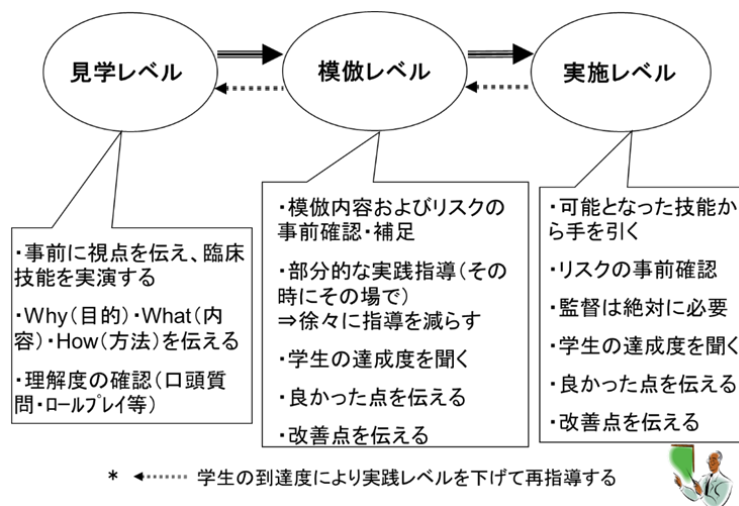 見学レベル
模倣レベル
実施レベル
・事前に視点を伝え、臨床
技能を実演する
・Why(目的)・What(内
容)・How(方法)を伝える
・理解度の確認(口頭質
問・ロールプレイ等)
・模倣内容およびリスクの
事前確認・補足
・部分的な実践指導(その
時にその場で)
⇒徐々に指導を減らす
・学生の達成度を聞く
・良かった点を伝える
・改善点を伝える
・可能となった技能か
ら手を引く
・リスクの事前確認
・監督は絶対に必要
・学生の達成度を聞く
・良かった点を伝える
・改善点を伝える
* 学生の到達度により実践レベルを下げて再指導する